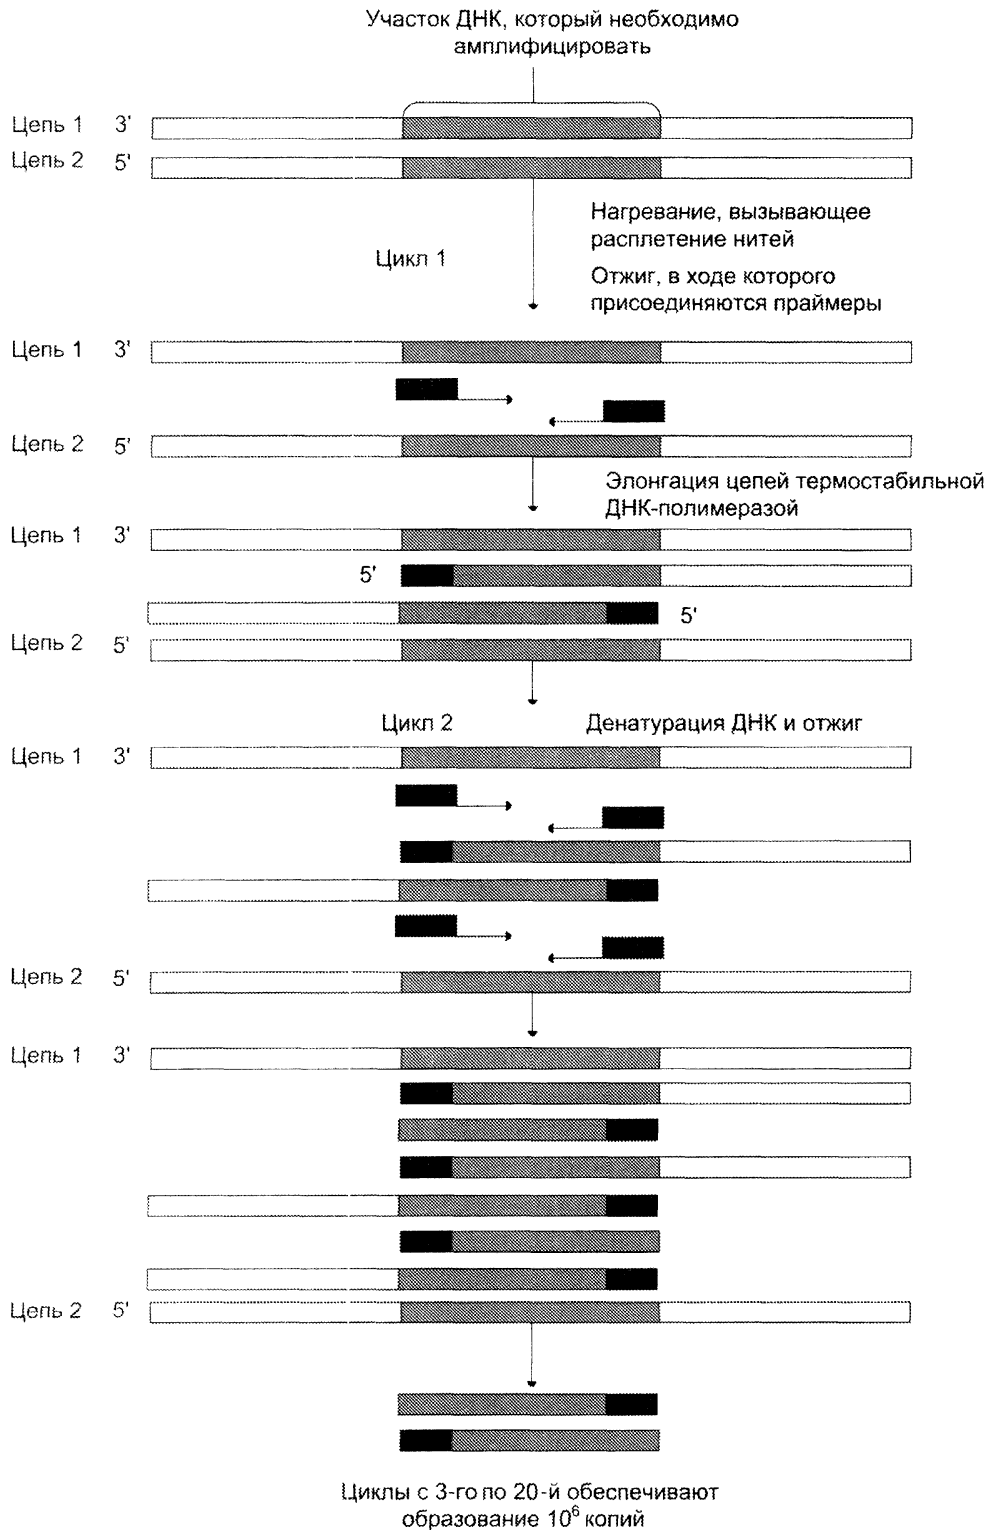 Участок ДНК, который необходимо
амплифицировать
Цепь 1 3'
Цепь 2 5'
Нагревание, вызывающее
расплетение нитей
Цикл 1
Отжиг, в ходе которого
присоединяются праймеры
Цепь 1 3'
Цепь 2 5'
Элонгация цепей термостабильной
ДНК-полимеразой
Цепь 1 3'
5'
5'
Цепь 2 5'
Цикл 2 Денатурация ДНК и отжиг
Цепь 1 3'
Цепь 2 5'
Цепь 1 3'
Цепь 2 5'
Циклы с 3-го по 20-й обеспечивают
образование 10⁶ копий